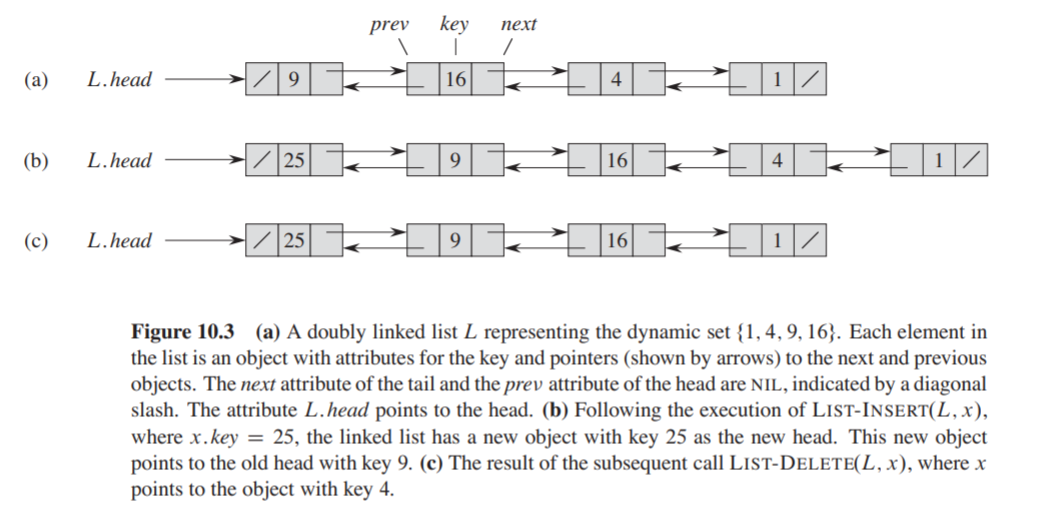 prev key next
(a) L.head / 9 16 4 1 /
(b) L.head / 25 9 16 4 1 /
(c) L.head / 25 9 16 1 /
Figure 10.3 (a) A doubly linked list L representing the dynamic set {1, 4, 9, 16}. Each element in
the list is an object with attributes for the key and pointers (shown by arrows) to the next and previous
objects. The next attribute of the tail and the prev attribute of the head are NIL, indicated by a diagonal
slash. The attribute L.head points to the head. (b) Following the execution of LIST-INSERT(L, x),
where x.key = 25, the linked list has a new object with key 25 as the new head. This new object
points to the old head with key 9. (c) The result of the subsequent call LIST-DELETE(L, x), where x
points to the object with key 4.